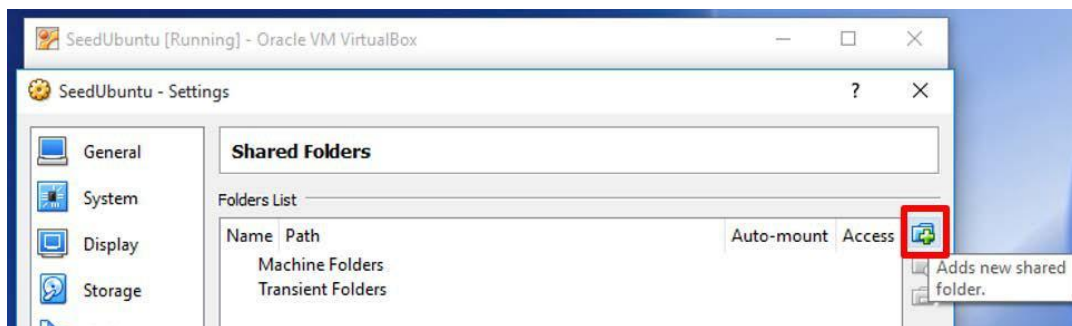 SeedUbuntu [Running] - Oracle VM VirtualBox
SeedUbuntu - Settings
?
General
Shared Folders
System
Folders List
Name Path Auto-mount Access
Display
Machine Folders
Adds new shared
folder.
Transient Folders
Storage